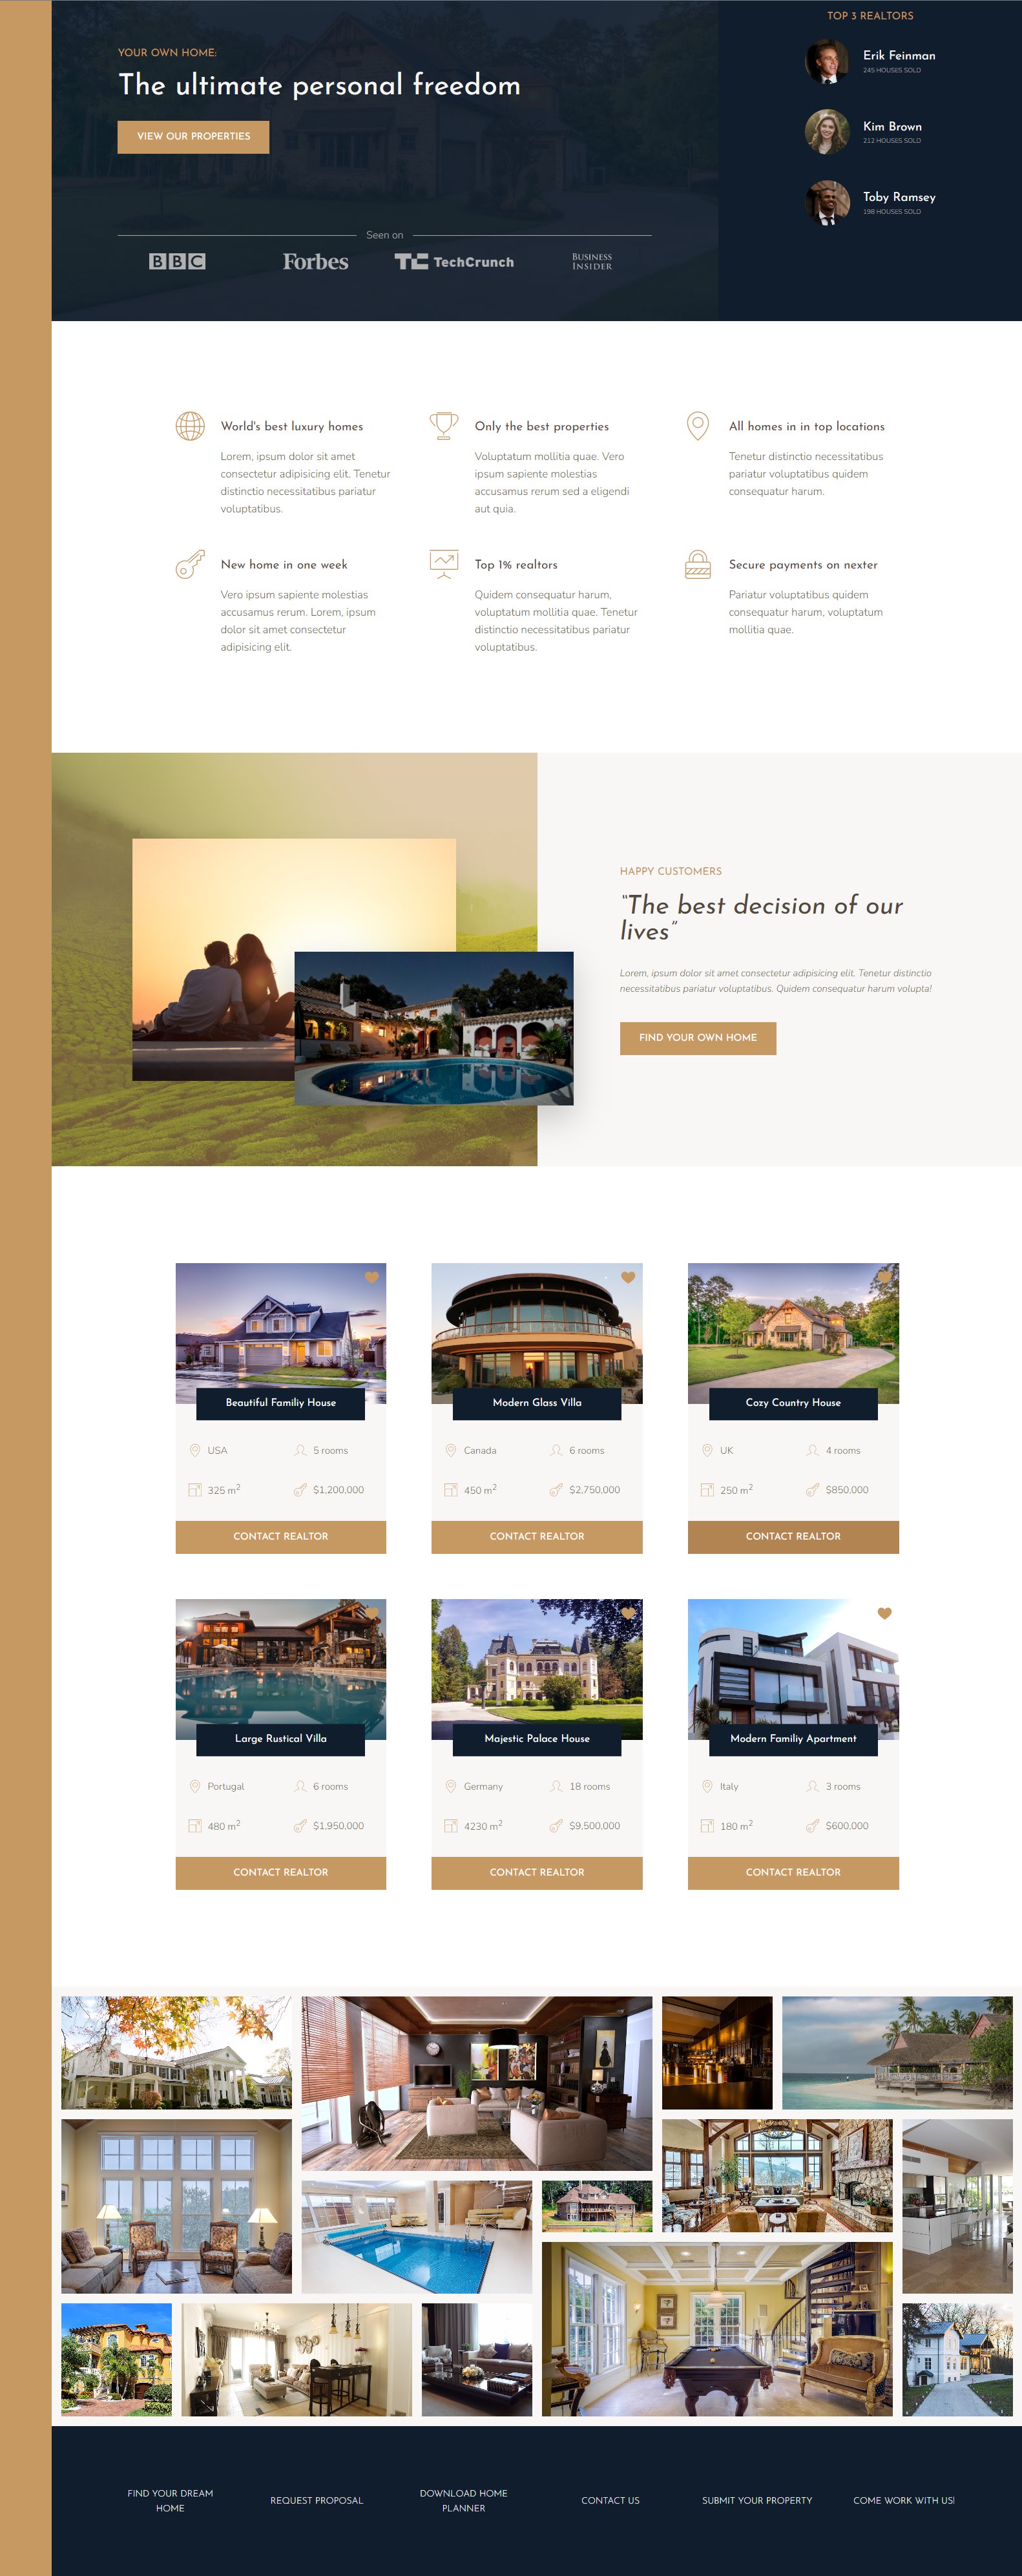 YOUR OWN HOME:
The ultimate personal freedom
VIEW OUR PROPERTIES
Seen on
BBC
Forbes
TC TechCrunch
BUSINESS
INSIDER
TOP 3 REALTORS
Erik Feinman
245 HOUSES SOLD
Kim Brown
212 HOUSES SOLD
Toby Ramsey
198 HOUSES SOLD
World's best luxury homes
Lorem, ipsum dolor sit amet
consectetur adipisicing elit. Tenetur
distinctio necessitatibus pariatur
voluptatibus.
Only the best properties
Voluptatum mollitia quae. Vero
ipsum sapiente molestias
accusamus rerum sed a eligendi
aut quia.
All homes in in top locations
Tenetur distinctio necessitatibus
pariatur voluptatibus quidem
consequatur harum.
New home in one week
Vero ipsum sapiente molestias
accusamus rerum. Lorem, ipsum
dolor sit amet consectetur
adipisicing elit.
Top 1% realtors
Quidem consequatur harum,
voluptatum mollitia quae. Tenetur
distinctio necessitatibus pariatur
voluptatibus.
Secure payments on nexter
Pariatur voluptatibus quidem
consequatur harum, voluptatum
mollitia quae.
HAPPY CUSTOMERS
“The best decision of our
lives”
Lorem, ipsum dolor sit amet consectetur adipisicing elit. Tenetur distinctio
necessitatibus pariatur voluptatibus. Quidem consequatur harum volupta!
FIND YOUR OWN HOME
Beautiful Familiy House
USA
5 rooms
325 m²
$1,200,000
CONTACT REALTOR
Modern Glass Villa
Canada
6 rooms
450 m²
$2,750,000
CONTACT REALTOR
Cozy Country House
UK
4 rooms
250 m²
$850,000
CONTACT REALTOR
Large Rustical Villa
Portugal
6 rooms
480 m²
$1,950,000
CONTACT REALTOR
Majestic Palace House
Germany
18 rooms
4230 m²
$9,500,000
CONTACT REALTOR
Modern Familiy Apartment
Italy
3 rooms
180 m²
$600,000
CONTACT REALTOR
FIND YOUR DREAM
HOME
REQUEST PROPOSAL
DOWNLOAD HOME
PLANNER
CONTACT US
SUBMIT YOUR PROPERTY
COME WORK WITH US!